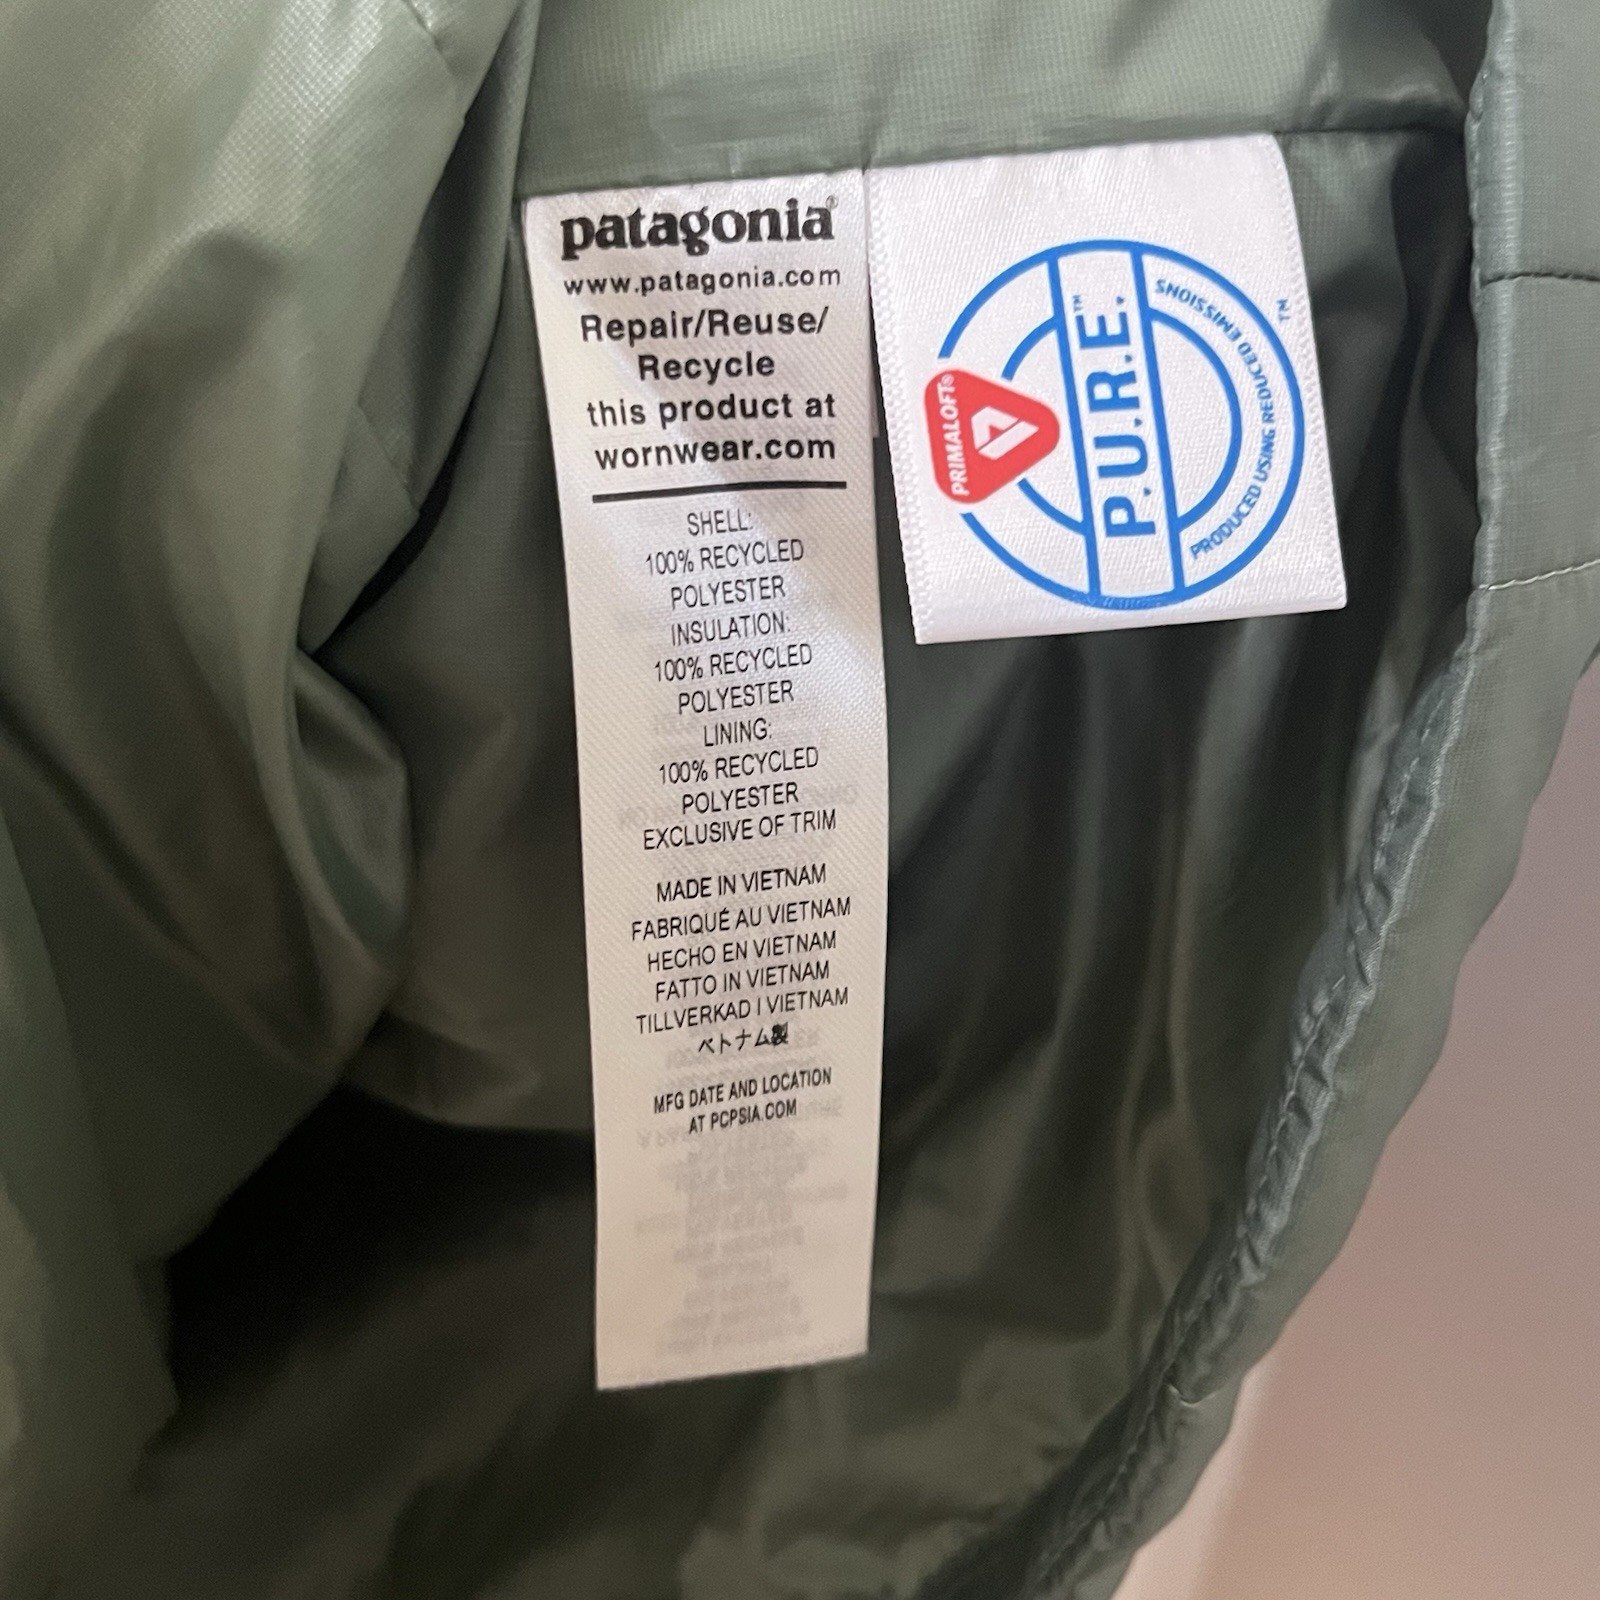 patagonia®
www.patagonia.com
Repair/Reuse/
Recycle
this product at
wornwear.com
SHELL:
100% RECYCLED
POLYESTER
INSULATION:
100% RECYCLED
POLYESTER
LINING:
100% RECYCLED
POLYESTER
EXCLUSIVE OF TRIM
MADE IN VIETNAM
FABRIQUÉ AU VIETNAM
HECHO EN VIETNAM
FATTO IN VIETNAM
TILLVERKAD I VIETNAM
ベトナム製
MFG DATE AND LOCATION
AT PCPSIA.COM
PRIMALOFT®
P.U.R.E.™
PRODUCED USING REDUCED EMISSIONS
™